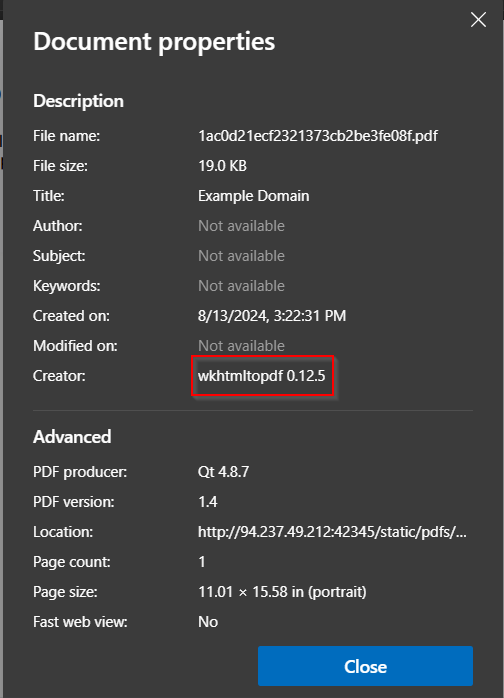 Document properties
Description
File name: 1ac0d21ecf2321373cb2be3fe08f.pdf
File size: 19.0 KB
Title: Example Domain
Author: Not available
Subject: Not available
Keywords: Not available
Created on: 8/13/2024, 3:22:31 PM
Modified on: Not available
Creator: wkhtmltopdf 0.12.5
Advanced
PDF producer: Qt 4.8.7
PDF version: 1.4
Location: http://94.237.49.212:42345/static/pdfs/...
Page count: 1
Page size: 11.01 × 15.58 in (portrait)
Fast web view: No
Close